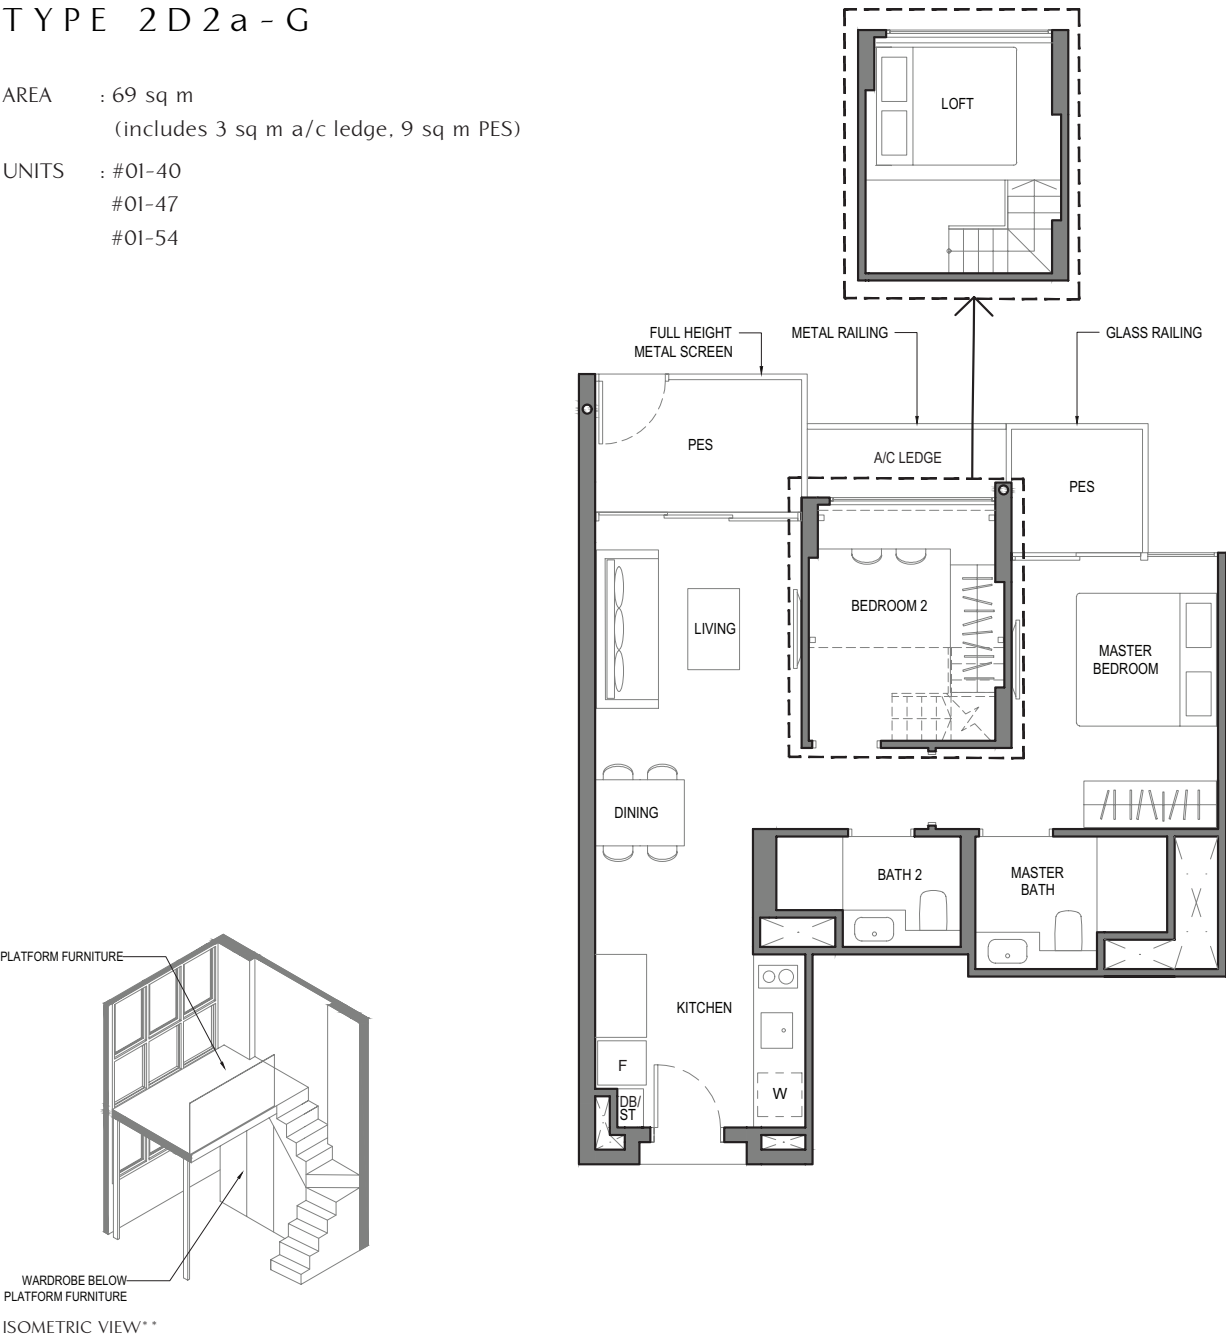 TYPE 2D2a-G
AREA : 69 sq m
(includes 3 sq m a/c ledge, 9 sq m PES)
UNITS : #01-40
#01-47
#01-54
LOFT
FULL HEIGHT
METAL SCREEN
METAL RAILING
GLASS RAILING
PES
A/C LEDGE
PES
BEDROOM 2
LIVING
MASTER
BEDROOM
DINING
BATH 2
MASTER
BATH
KITCHEN
F
W
DB/
ST
PLATFORM FURNITURE
WARDROBE BELOW
PLATFORM FURNITURE
ISOMETRIC VIEW**